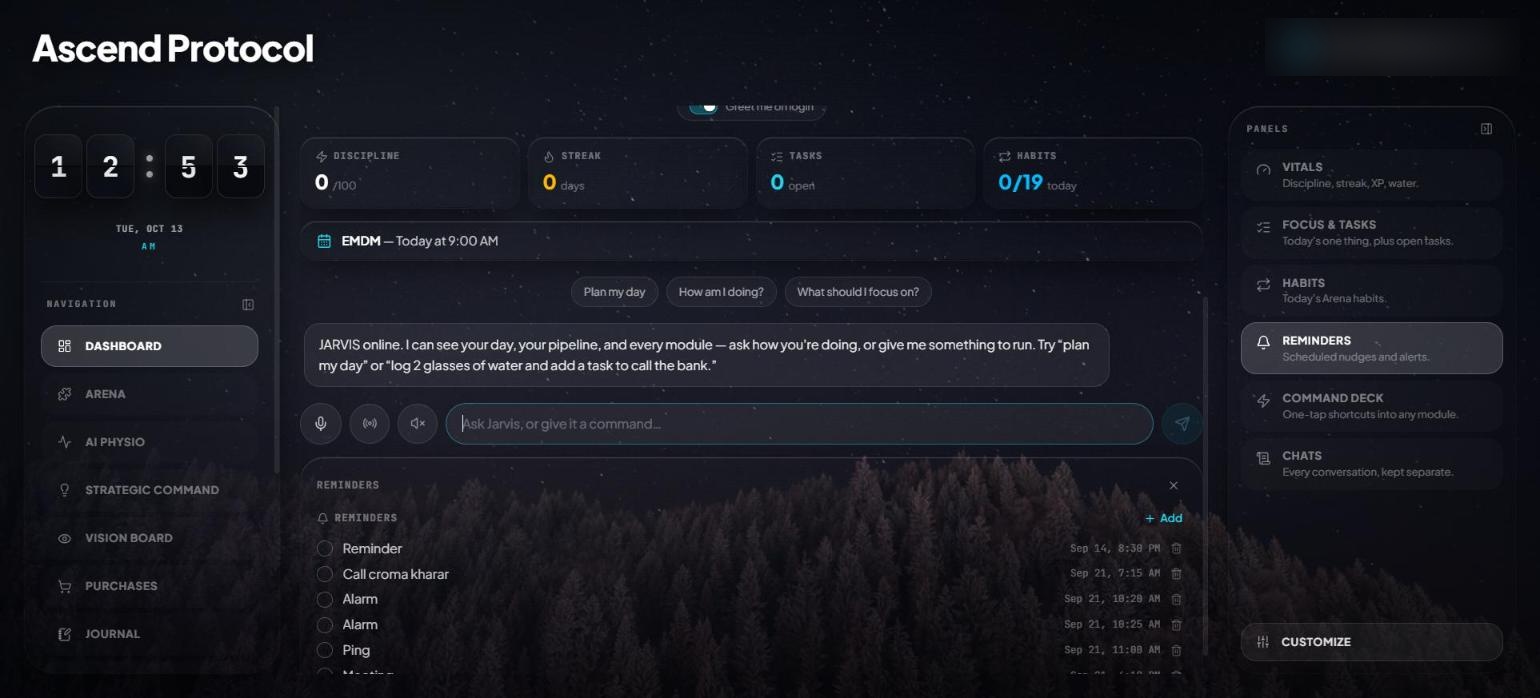 Ascend Protocol
12:53
TUE, OCT 13
AM
NAVIGATION
DASHBOARD
ARENA
AI PHYSIO
STRATEGIC COMMAND
VISION BOARD
PURCHASES
JOURNAL
Greet me on login
DISCIPLINE
0 /100
STREAK
0 days
TASKS
0 open
HABITS
0/19 today
EMDM — Today at 9:00 AM
Plan my day
How am I doing?
What should I focus on?
JARVIS online. I can see your day, your pipeline, and every module — ask how you're doing, or give me something to run. Try “plan
my day” or “log 2 glasses of water and add a task to call the bank.”
Ask Jarvis, or give it a command...
REMINDERS
REMINDERS
+ Add
Reminder Sep 14, 8:30 PM
Call croma kharar Sep 21, 7:15 AM
Alarm Sep 21, 10:20 AM
Alarm Sep 21, 10:25 AM
Ping Sep 21, 11:00 AM
Meeting
PANELS
VITALS
Discipline, streak, XP, water.
FOCUS & TASKS
Today's one thing, plus open tasks.
HABITS
Today's Arena habits.
REMINDERS
Scheduled nudges and alerts.
COMMAND DECK
One-tap shortcuts into any module.
CHATS
Every conversation, kept separate.
CUSTOMIZE